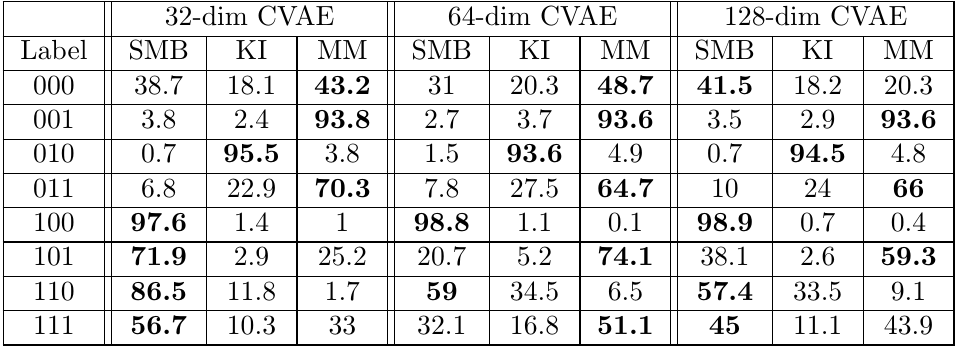 32-dim CVAE 64-dim CVAE 128-dim CVAE
Label SMB KI MM SMB KI MM SMB KI MM
000 38.7 18.1 43.2 31 20.3 48.7 41.5 18.2 20.3
001 3.8 2.4 93.8 2.7 3.7 93.6 3.5 2.9 93.6
010 0.7 95.5 3.8 1.5 93.6 4.9 0.7 94.5 4.8
011 6.8 22.9 70.3 7.8 27.5 64.7 10 24 66
100 97.6 1.4 1 98.8 1.1 0.1 98.9 0.7 0.4
101 71.9 2.9 25.2 20.7 5.2 74.1 38.1 2.6 59.3
110 86.5 11.8 1.7 59 34.5 6.5 57.4 33.5 9.1
111 56.7 10.3 33 32.1 16.8 51.1 45 11.1 43.9